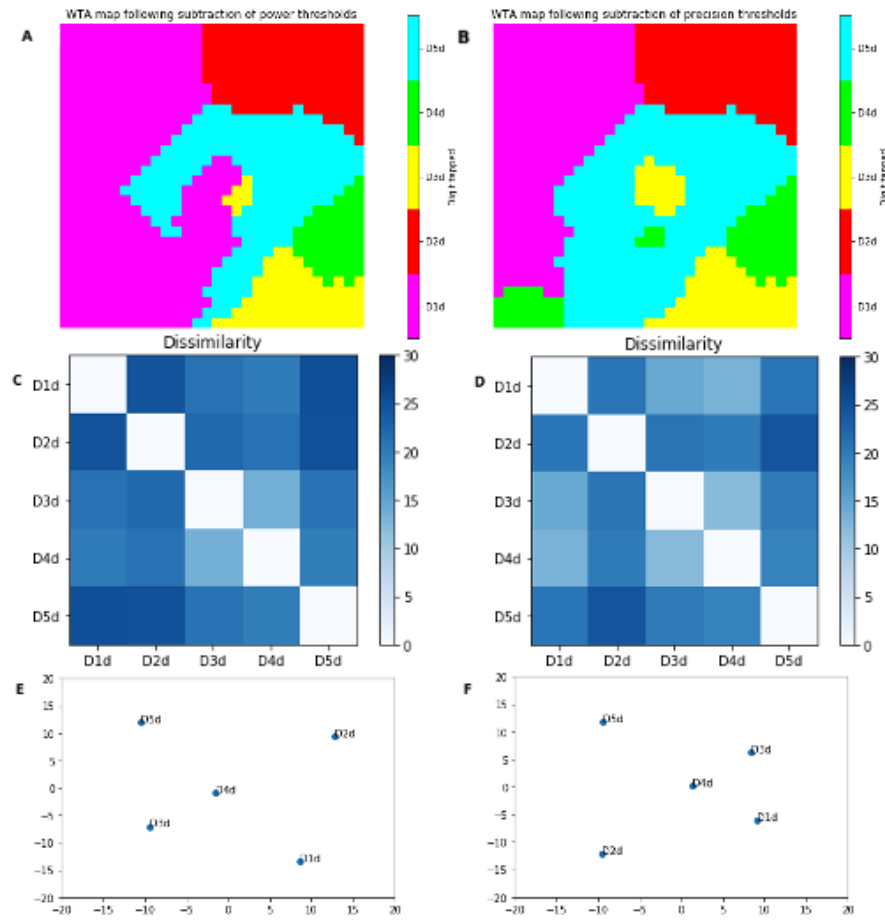 A
WTA map following subtraction of power thresholds
D5d
D4d
D3d
D2d
D1d
Digit tapped
B
WTA map following subtraction of precision thresholds
D5d
D4d
D3d
D2d
D1d
Digit tapped
C
Dissimilarity
D1d
D2d
D3d
D4d
D5d
D1d D2d D3d D4d D5d
30
25
20
15
10
5
0
D
Dissimilarity
D1d
D2d
D3d
D4d
D5d
D1d D2d D3d D4d D5d
30
25
20
15
10
5
0
E
20
15
10
5
0
−5
−10
−15
−20
−20 −15 −10 −5 0 5 10 15 20
D5d
D2d
D4d
D3d
D1d
F
20
15
10
5
0
−5
−10
−15
−20
−20 −15 −10 −5 0 5 10 15 20
D5d
D3d
D4d
D1d
D2d